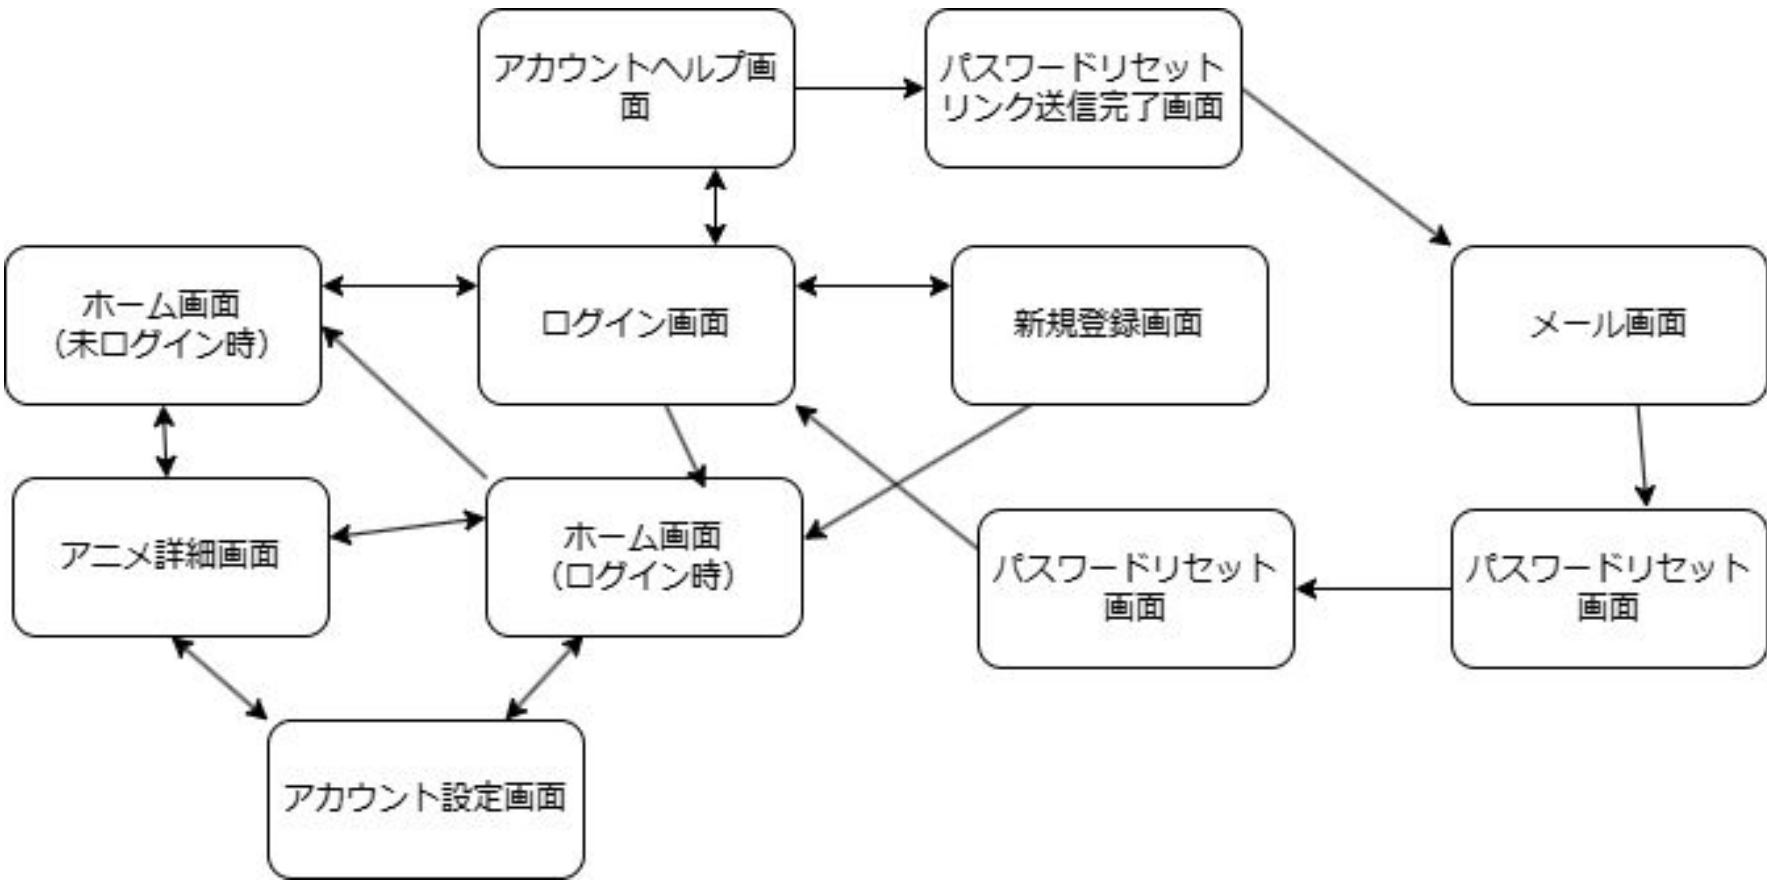 アカウントヘルプ画
面
パスワードリセット
リンク送信完了画面
ホーム画面
（未ログイン時）
ログイン画面
新規登録画面
メール画面
アニメ詳細画面
ホーム画面
（ログイン時）
パスワードリセット
画面
パスワードリセット
画面
アカウント設定画面